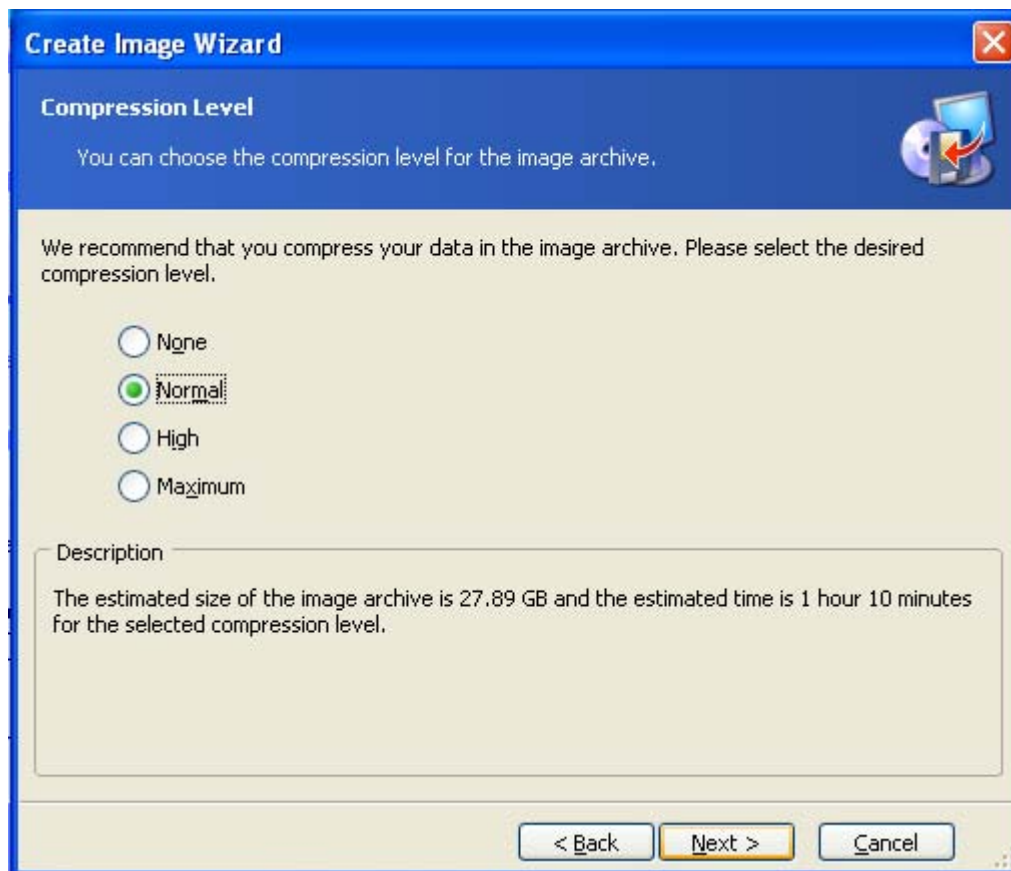 Create Image Wizard
Compression Level
You can choose the compression level for the image archive.
We recommend that you compress your data in the image archive. Please select the desired
compression level.
None
Normal
High
Maximum
Description
The estimated size of the image archive is 27.89 GB and the estimated time is 1 hour 10 minutes
for the selected compression level.
< Back
Next >
Cancel